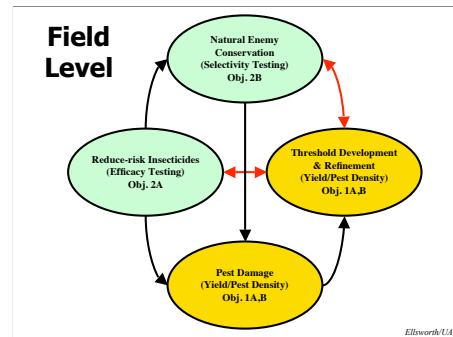 Field
Level
Natural Enemy
Conservation
(Selectivity Testing)
Obj. 2B
Reduce-risk Insecticides
(Efficacy Testing)
Obj. 2A
Threshold Development
& Refinement
(Yield/Pest Density)
Obj. 1A,B
Pest Damage
(Yield/Pest Density)
Obj. 1A,B
Ellsworth/UA